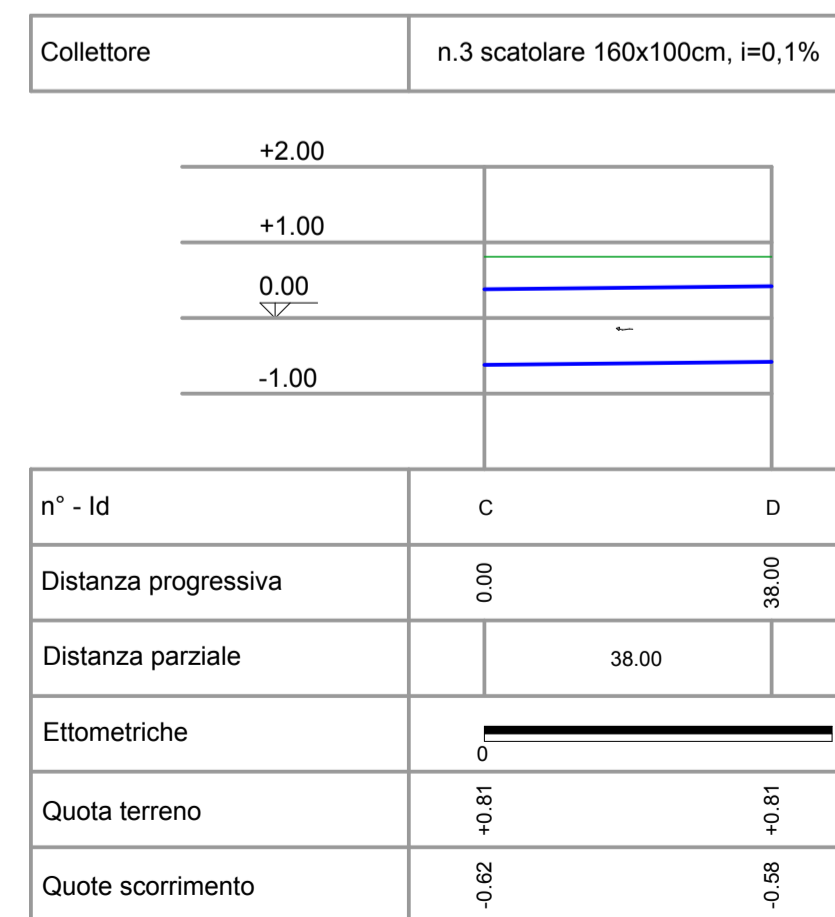 Collettore n.3 scatolare 160x100cm, i=0,1%
+2.00
+1.00
0.00
-1.00
n° - Id C D
Distanza progressiva 0.00 38.00
Distanza parziale 38.00
Ettometriche 0
Quota terreno +0.81 +0.81
Quote scorrimento -0.62 -0.58